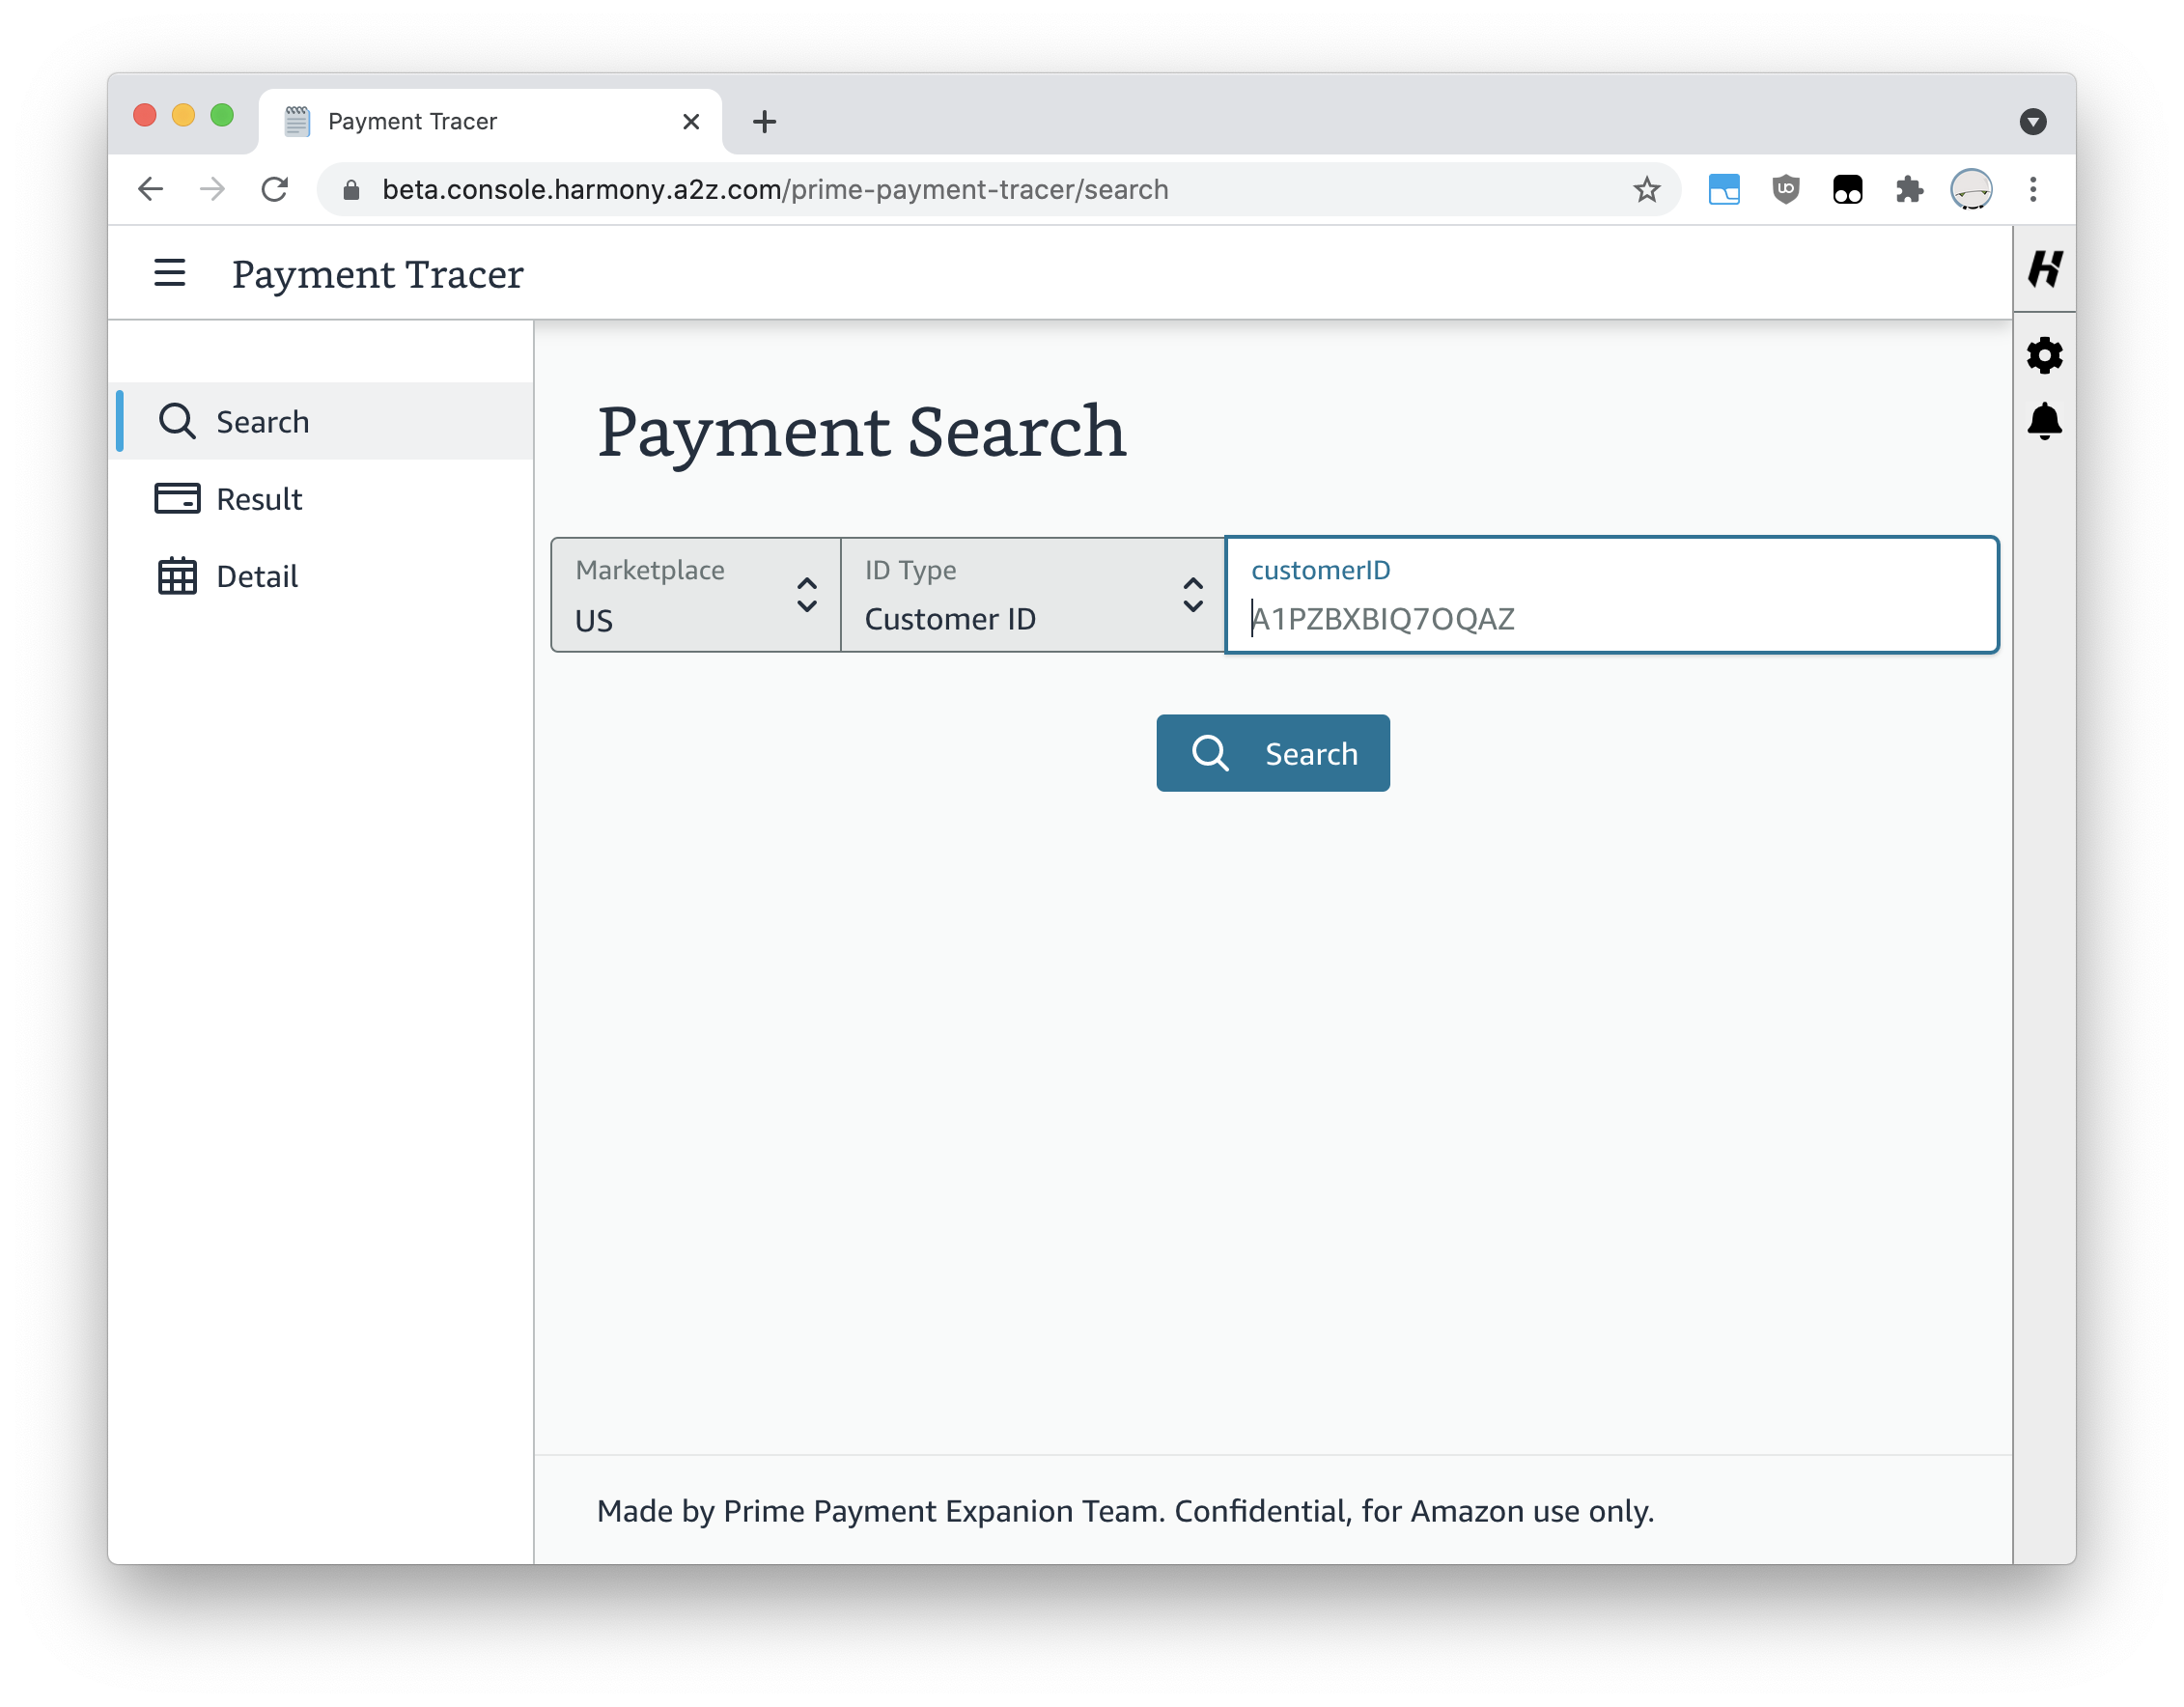 Payment Tracer
beta.console.harmony.a2z.com/prime-payment-tracer/search
Payment Tracer
Search
Result
Detail
Payment Search
Marketplace
US
ID Type
Customer ID
customerID
A1PZBXBIQ7OQAZ
Search
Made by Prime Payment Expanion Team. Confidential, for Amazon use only.